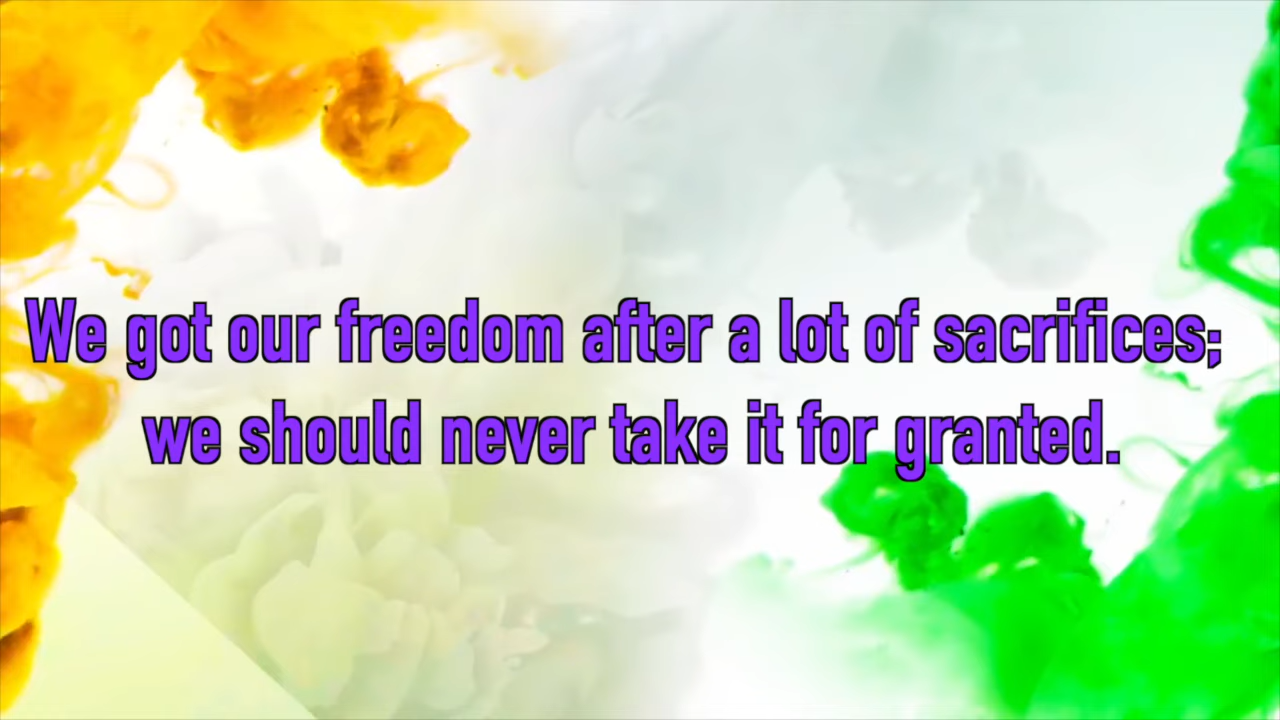 We got our freedom after a lot of sacrifices;
we should never take it for granted.